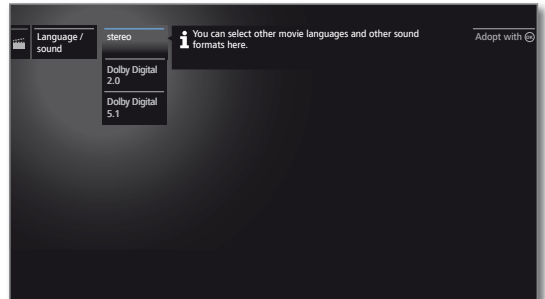 Language /
sound
stereo
Dolby Digital
2.0
Dolby Digital
5.1
You can select other movie languages and other sound
formats here.
Adopt with OK